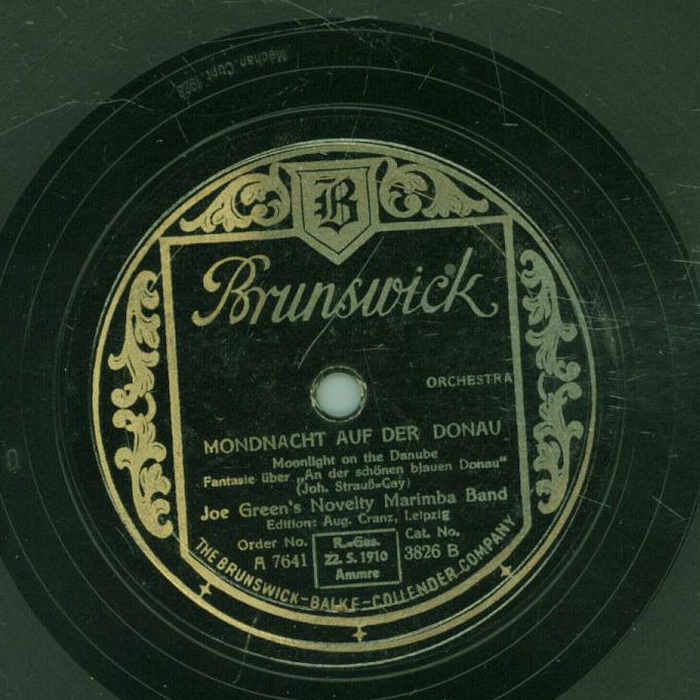 Mechan. Copt. 1928
B
Brunswick
ORCHESTRA
MONDNACHT AUF DER DONAU
Moonlight on the Danube
Fantasie über „An der schönen blauen Donau“
(Joh. Strauß-Gay)
Joe Green's Novelty Marimba Band
Edition: Aug. Cranz, Leipzig
Order No.
A 7641
R.-Ges.
22. 5. 1910
Ammre
Cat. No.
3826 B
THE BRUNSWICK-BALKE-COLLENDER-COMPANY